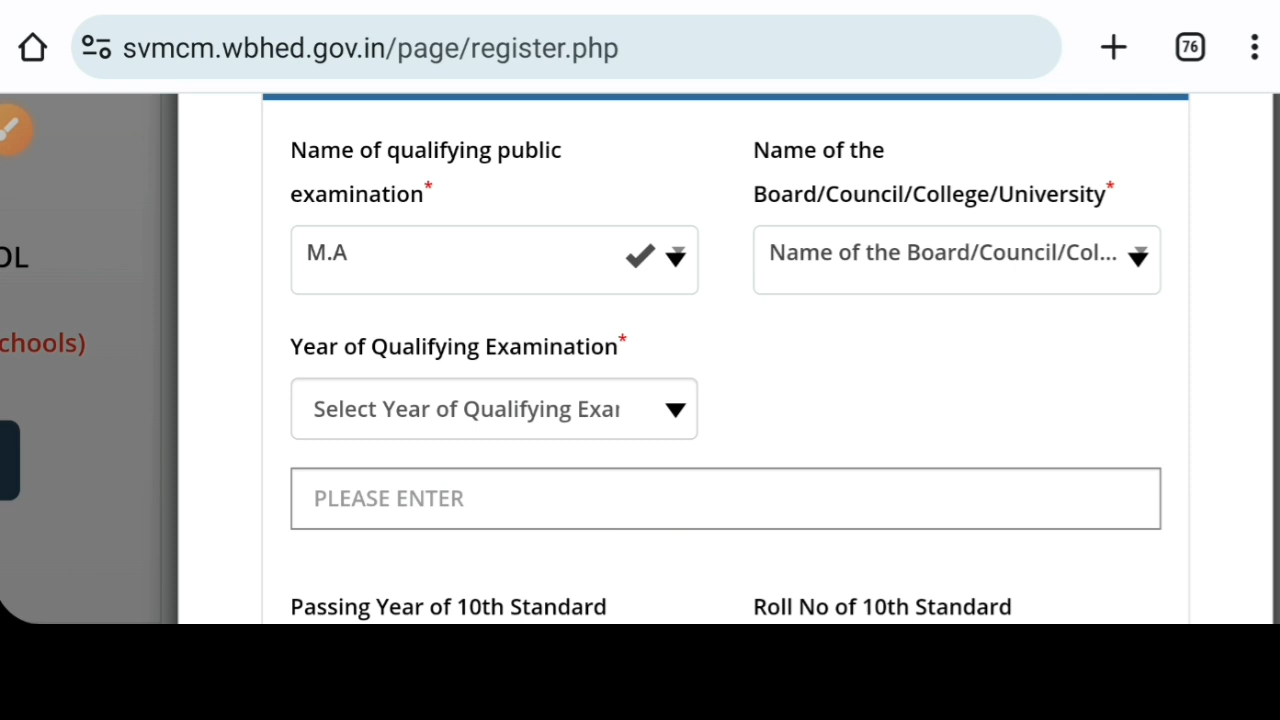 svmcm.wbhed.gov.in/page/register.php
76
OL
chools)
Name of qualifying public
examination*
Name of the
Board/Council/College/University*
M.A
Name of the Board/Council/Col...
Year of Qualifying Examination*
Select Year of Qualifying Exar
PLEASE ENTER
Passing Year of 10th Standard
Roll No of 10th Standard